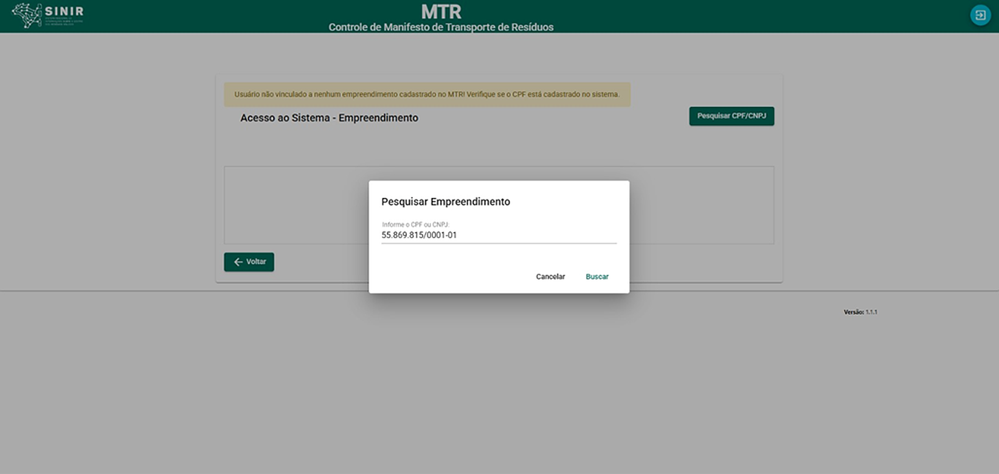 SINIR
MTR
Controle de Manifesto de Transporte de Resíduos
Usuário não vinculado a nenhum empreendimento cadastrado no MTR! Verifique se o CPF está cadastrado no sistema.
Acesso ao Sistema - Empreendimento
Pesquisar CPF/CNPJ
Pesquisar Empreendimento
Informe o CPF ou CNPJ:
55.869.815/0001-01
Voltar
Cancelar
Buscar
Versão: 1.1.1